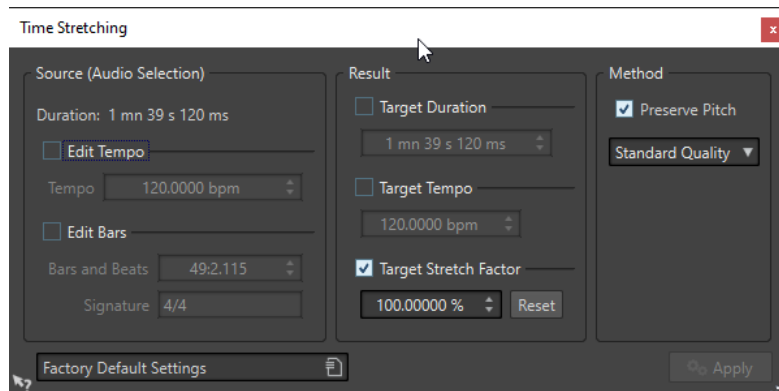 Time Stretching
x
Source (Audio Selection)
Duration: 1 mn 39 s 120 ms
Edit Tempo
Tempo 120.0000 bpm
Edit Bars
Bars and Beats 49:2.115
Signature 4/4
Result
Target Duration
1 mn 39 s 120 ms
Target Tempo
120.0000 bpm
Target Stretch Factor
100.00000 % Reset
Method
Preserve Pitch
Standard Quality
?
Factory Default Settings
Apply